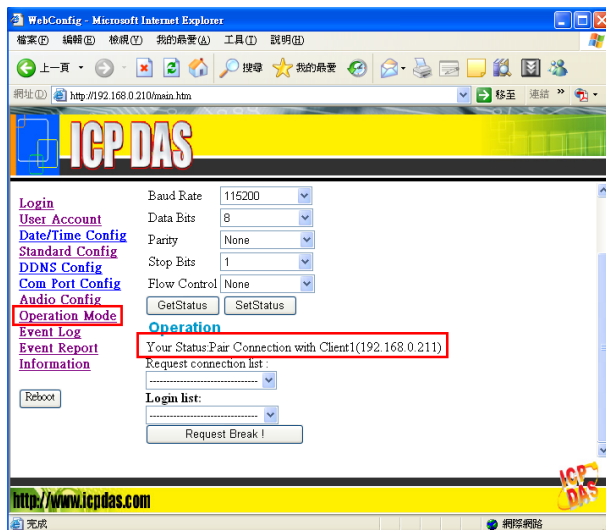 WebConfig - Microsoft Internet Explorer
檔案(F) 編輯(E) 檢視(V) 我的最愛(A) 工具(T) 說明(H)
上一頁 搜尋 我的最愛
網址(D) http://192.168.0.210/main.htm 移至 連結 »
ICP DAS
Login
User Account
Date/Time Config
Standard Config
DDNS Config
Com Port Config
Audio Config
Operation Mode
Event Log
Event Report
Information
Reboot
Baud Rate 115200
Data Bits 8
Parity None
Stop Bits 1
Flow Control None
GetStatus SetStatus
Operation
Your Status:Pair Connection with Client1(192.168.0.211)
Request connection list :
--------------------------------
Login list:
--------------------------------
Request Break !
http://www.icpdas.com
ICP DAS
完成 網際網路